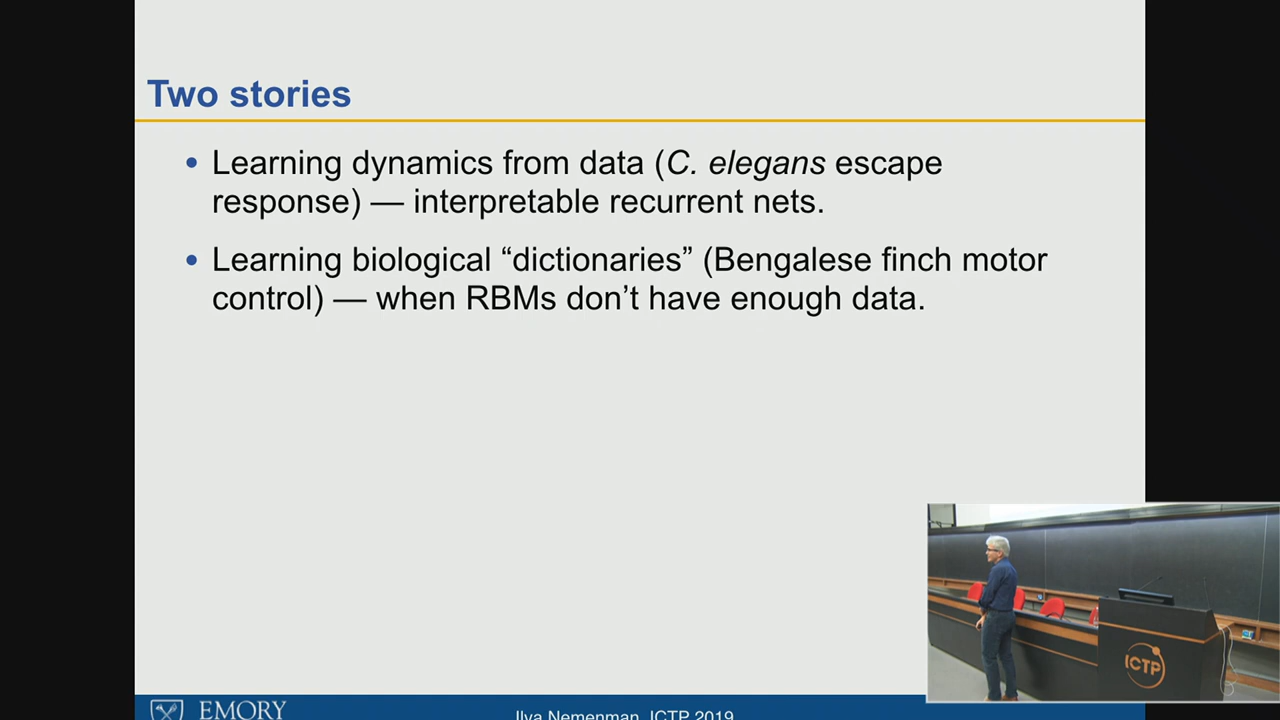 Two stories
• Learning dynamics from data (C. elegans escape
response) — interpretable recurrent nets.
• Learning biological “dictionaries” (Bengalese finch motor
control) — when RBMs don’t have enough data.
ICTP
EMORY
Ilya Nemenman, ICTP 2019